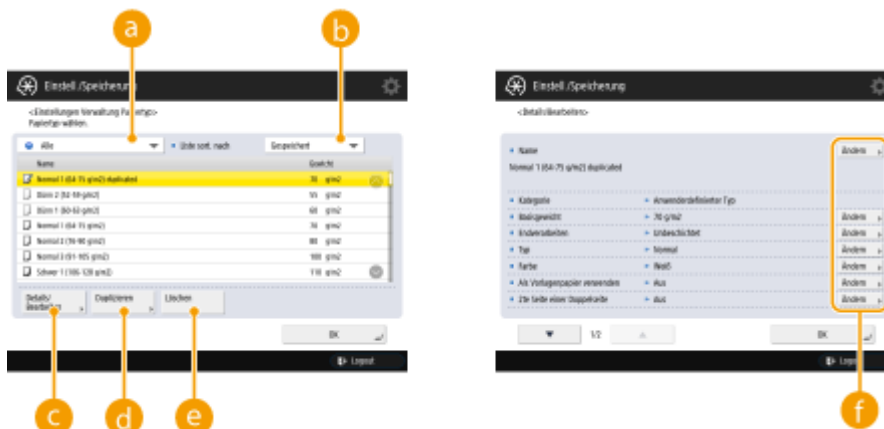 a
b
Einstell./Speicherung
<Einstellungen Verwaltung Papiertyp>
Papiertyp wählen.
Alle
Liste sort. nach
Gespeichert
Name
Gewicht
Normal 1 (64-75 g/m2) duplicated
70 g/m2
Dünn 2 (52-59 g/m2)
55 g/m2
Dünn 1 (60-63 g/m2)
60 g/m2
Normal 1 (64-75 g/m2)
70 g/m2
Normal 2 (76-90 g/m2)
80 g/m2
Normal 3 (91-105 g/m2)
100 g/m2
Schwer 1 (106-128 g/m2)
110 g/m2
Details/
Bearbeiten
Duplizieren
Löschen
OK
Logout
c
d
e
Einstell./Speicherung
<Details/Bearbeiten>
Name
Ändern
Normal 1 (64-75 g/m2) duplicated
Kategorie
Anwenderdefinierter Typ
Basisgewicht
70 g/m2
Ändern
Endverarbeiten
Unbeschichtet
Ändern
Typ
Normal
Ändern
Farbe
Weiß
Ändern
Als Vorlagenpapier verwenden
Aus
Ändern
2te Seite einer Doppelseite
Aus
Ändern
1/2
OK
Logout
f